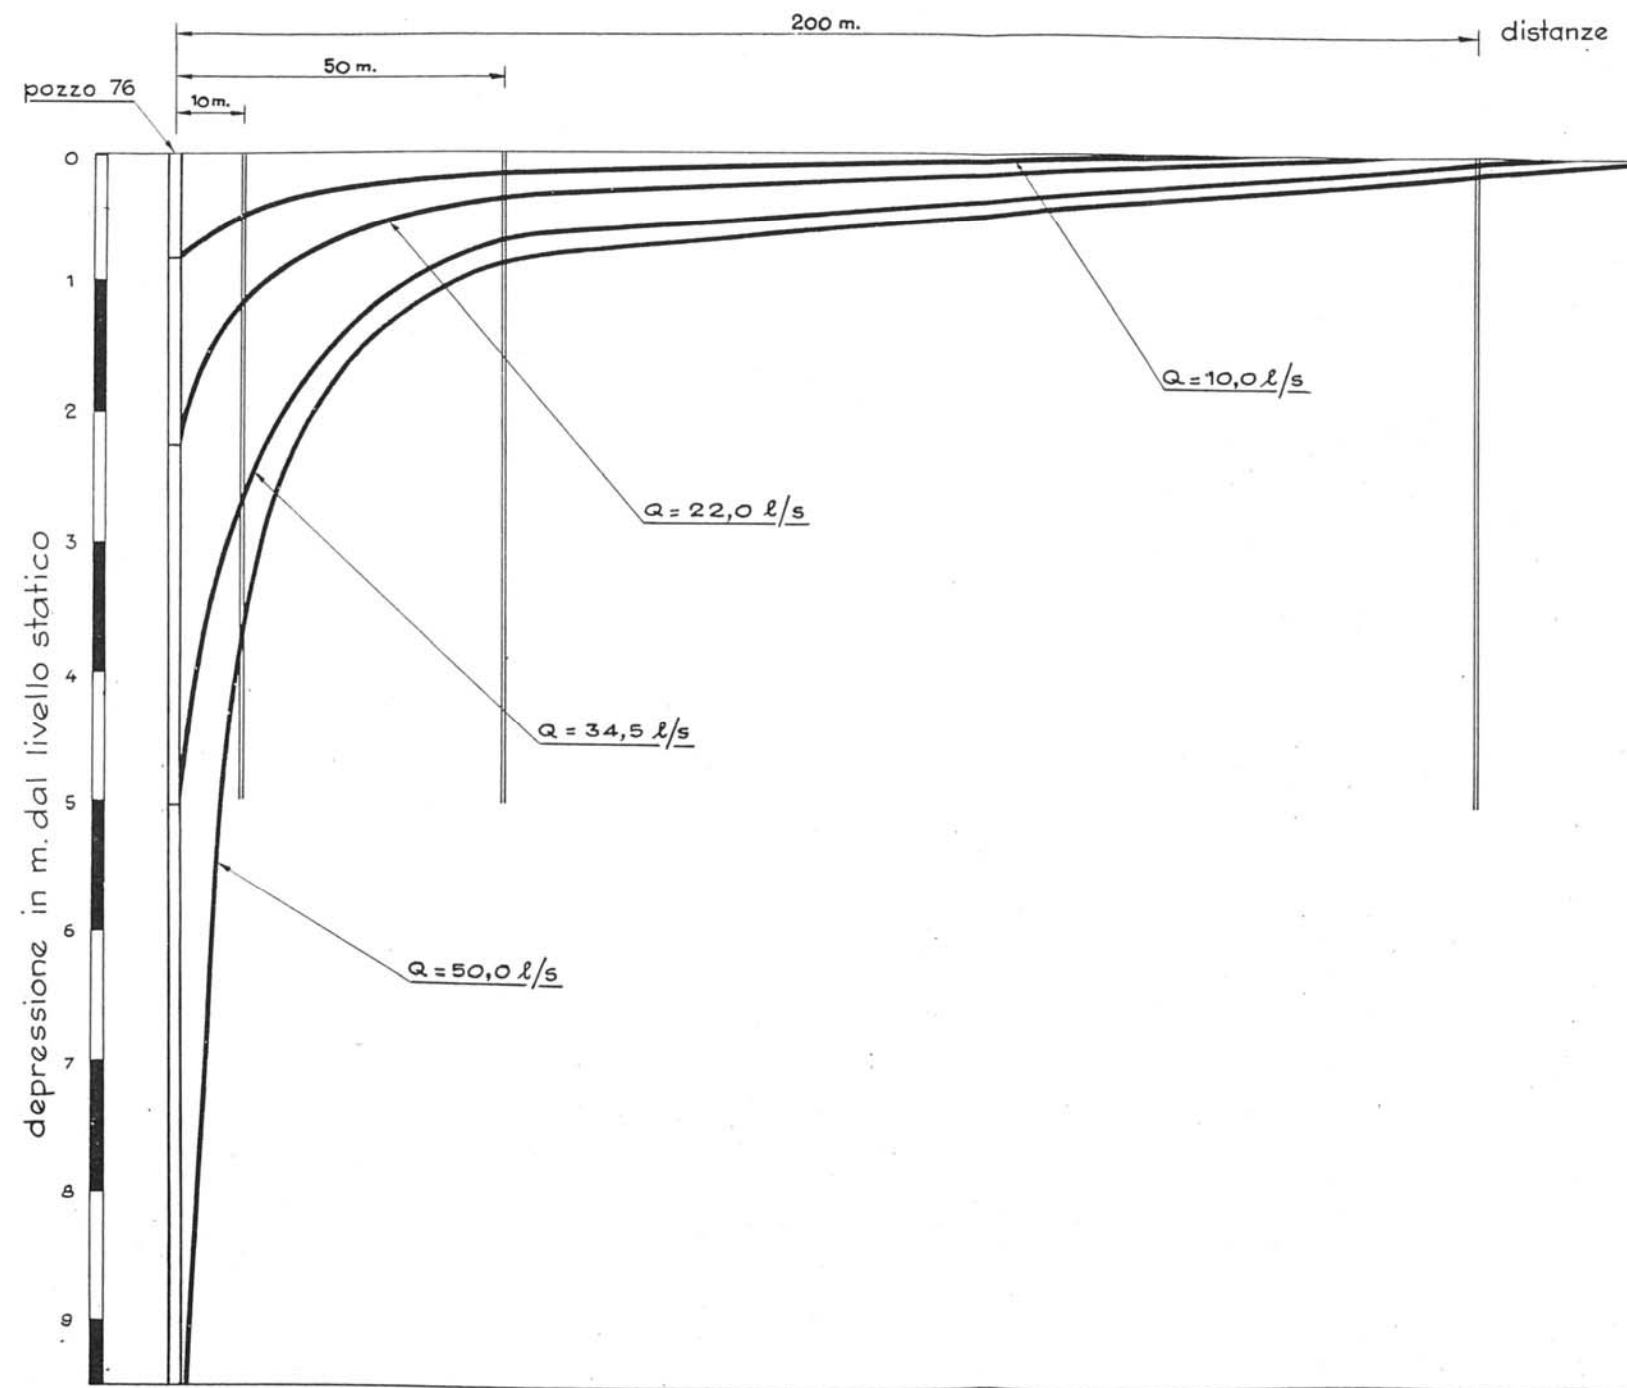 200 m.
distanze
50 m.
pozzo 76
10 m.
0
1
2
3
4
5
6
7
8
9
depressione in m. dal livello statico
Q = 10,0 l/s
Q = 22,0 l/s
Q = 34,5 l/s
Q = 50,0 l/s